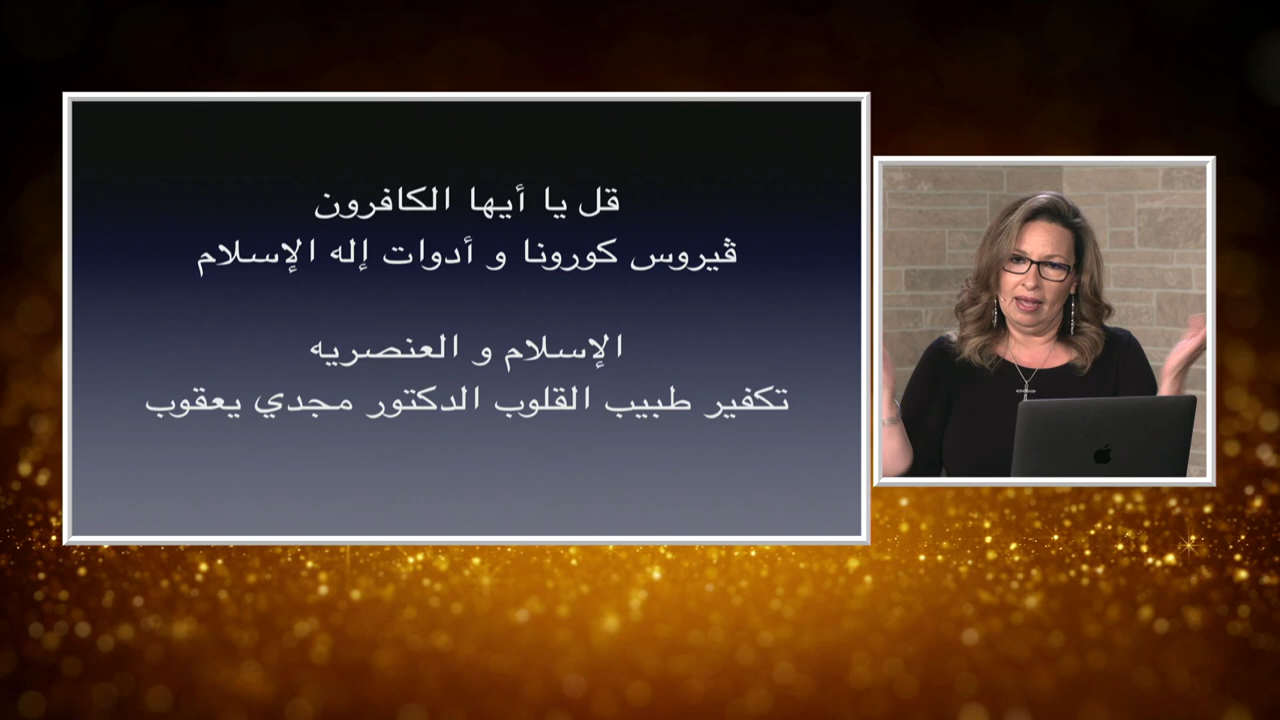 قل يا أيها الكافرون
ڤيروس كورونا و أدوات إله الإسلام
الإسلام و العنصريه
تكفير طبيب القلوب الدكتور مجدي يعقوب